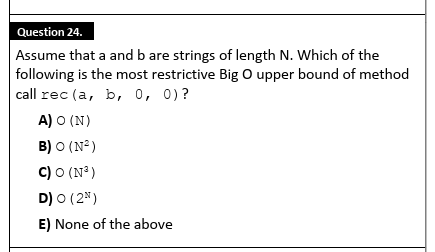 Question 24.
Assume that a and b are strings of length N. Which of the
following is the most restrictive Big O upper bound of method
call rec(a, b, 0, 0)?
A) O(N)
B) O(N²)
C) O(N³)
D) O(2ᴺ)
E) None of the above